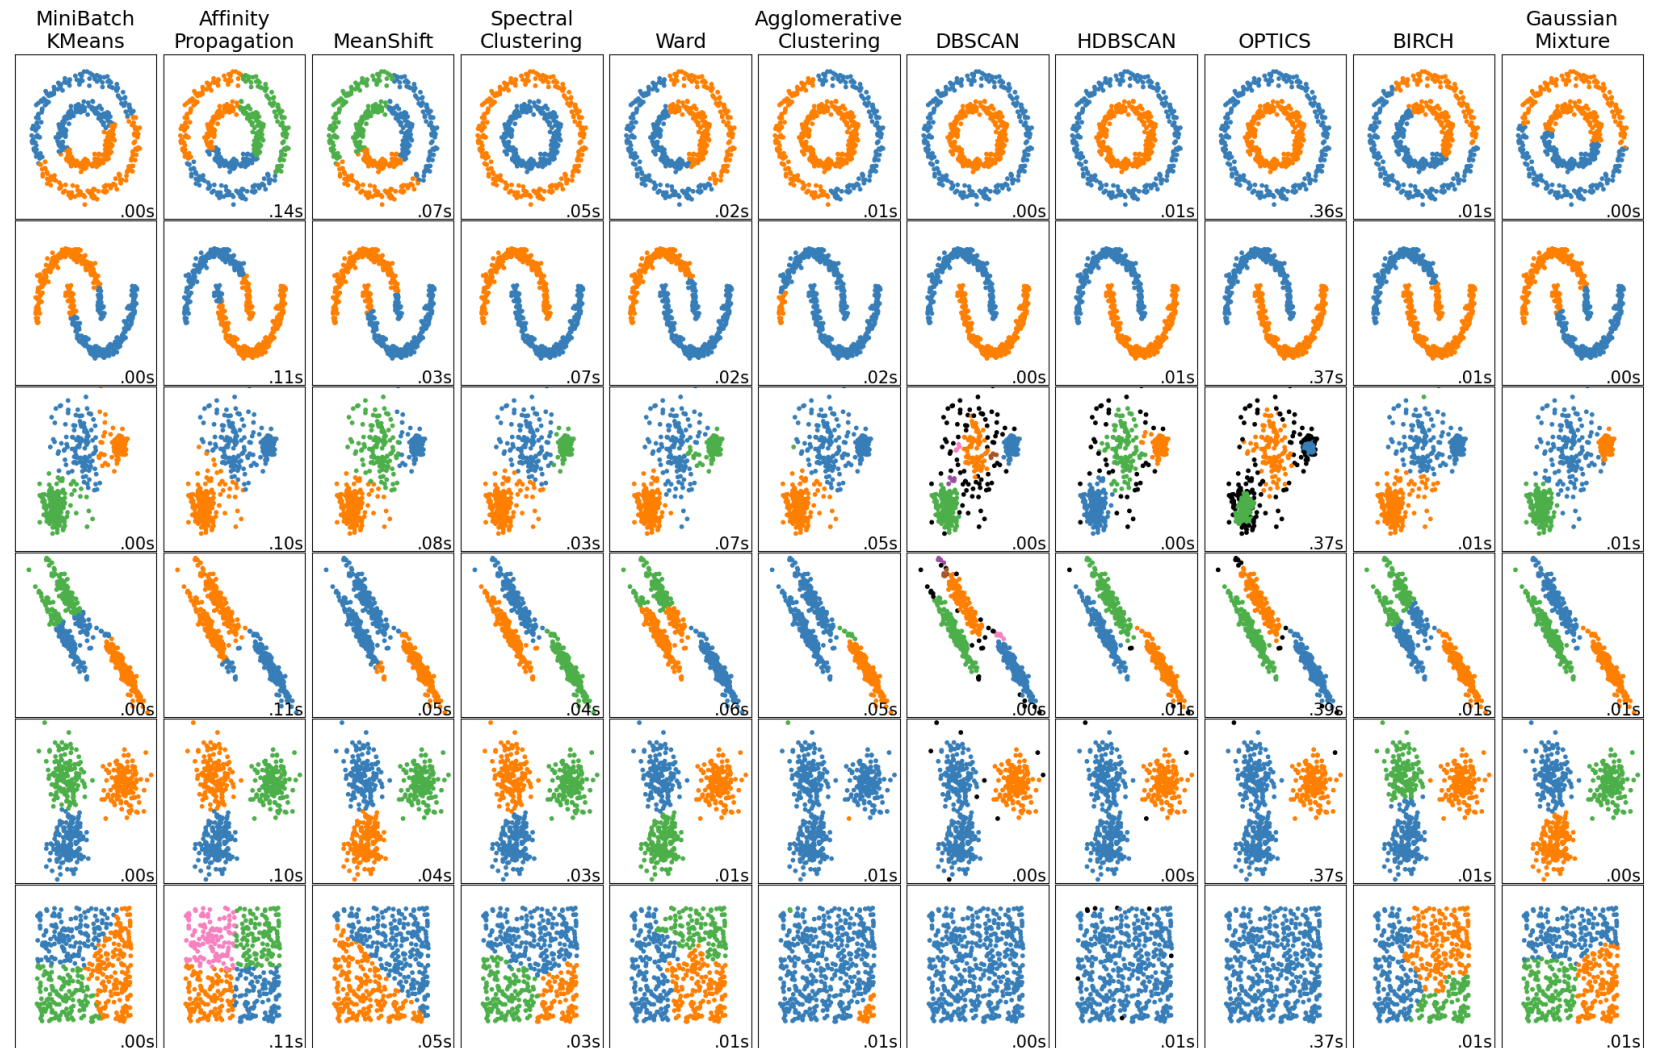 MiniBatch
KMeans
Affinity
Propagation
MeanShift
Spectral
Clustering
Ward
Agglomerative
Clustering
DBSCAN
HDBSCAN
OPTICS
BIRCH
Gaussian
Mixture
.00s
.14s
.07s
.05s
.02s
.01s
.00s
.01s
.36s
.01s
.00s
.00s
.11s
.03s
.07s
.02s
.02s
.00s
.01s
.37s
.01s
.00s
.00s
.10s
.08s
.03s
.07s
.05s
.00s
.00s
.37s
.01s
.01s
.00s
.11s
.05s
.04s
.06s
.05s
.00s
.01s
.39s
.01s
.01s
.00s
.10s
.04s
.03s
.01s
.01s
.00s
.00s
.37s
.01s
.00s
.00s
.11s
.05s
.03s
.01s
.01s
.00s
.01s
.37s
.01s
.01s